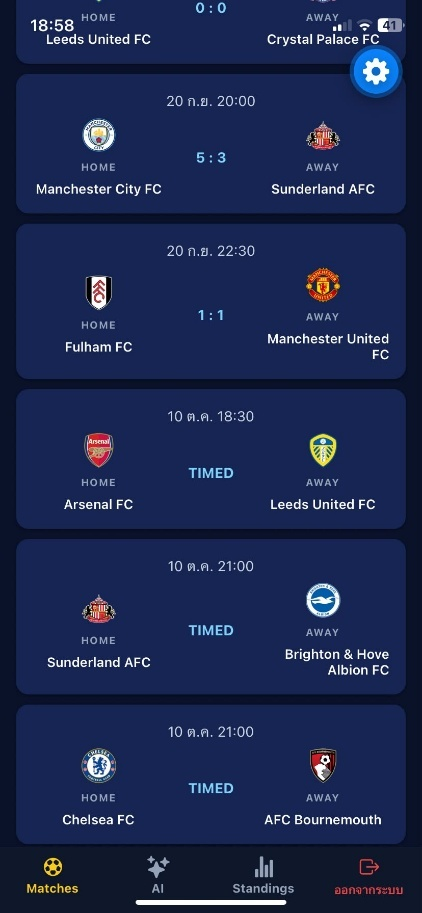 0 : 0
18:58
41
Leeds United FC
Crystal Palace FC
20 ก.ย. 20:00
5 : 3
HOME
AWAY
Manchester City FC
Sunderland AFC
20 ก.ย. 22:30
1 : 1
HOME
AWAY
Fulham FC
Manchester United
FC
10 ต.ค. 18:30
Arsenal
TIMED
HOME
AWAY
Arsenal FC
Leeds United FC
10 ต.ค. 21:00
TIMED
HOME
AWAY
Sunderland AFC
Brighton & Hove
Albion FC
10 ต.ค. 21:00
TIMED
HOME
AWAY
Chelsea FC
AFC Bournemouth
Matches
AI
Standings
ออกจากระบบ